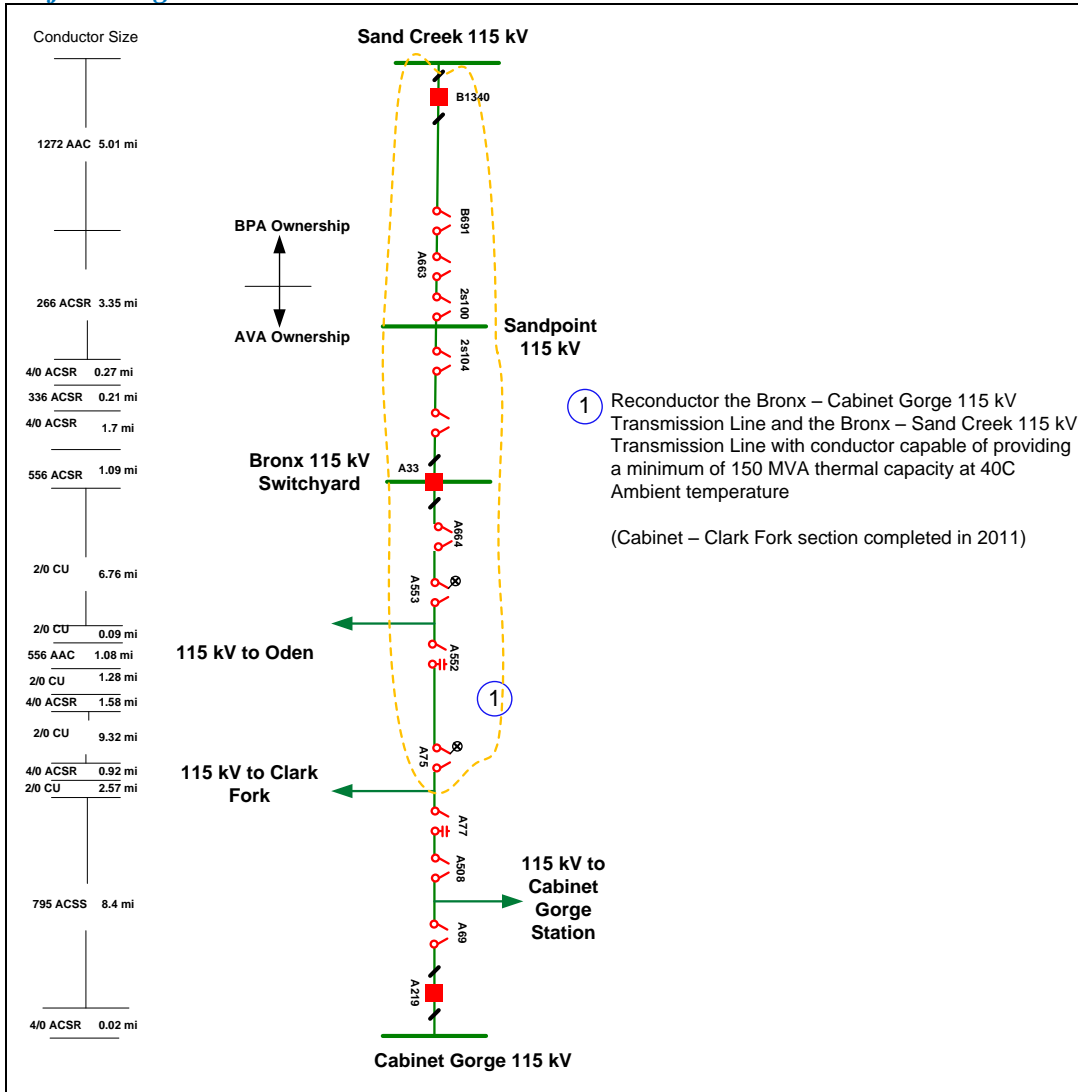 Conductor Size
Sand Creek 115 kV
B1340
1272 AAC 5.01 mi
B691
BPA Ownership
A663
266 ACSR 3.35 mi
2s100
AVA Ownership
Sandpoint
115 kV
2s104
4/0 ACSR 0.27 mi
336 ACSR 0.21 mi
4/0 ACSR 1.7 mi
1 Reconductor the Bronx – Cabinet Gorge 115 kV
Transmission Line and the Bronx – Sand Creek 115 kV
Transmission Line with conductor capable of providing
a minimum of 150 MVA thermal capacity at 40C
Ambient temperature
(Cabinet – Clark Fork section completed in 2011)
556 ACSR 1.09 mi
Bronx 115 kV
Switchyard
A33
A664
2/0 CU 6.76 mi
A553
2/0 CU 0.09 mi
115 kV to Oden
556 AAC 1.08 mi
A552
2/0 CU 1.28 mi
4/0 ACSR 1.58 mi
1
2/0 CU 9.32 mi
A75
4/0 ACSR 0.92 mi
115 kV to Clark
Fork
2/0 CU 2.57 mi
A77
A508
115 kV to
Cabinet
Gorge
Station
795 ACSS 8.4 mi
A69
A219
4/0 ACSR 0.02 mi
Cabinet Gorge 115 kV